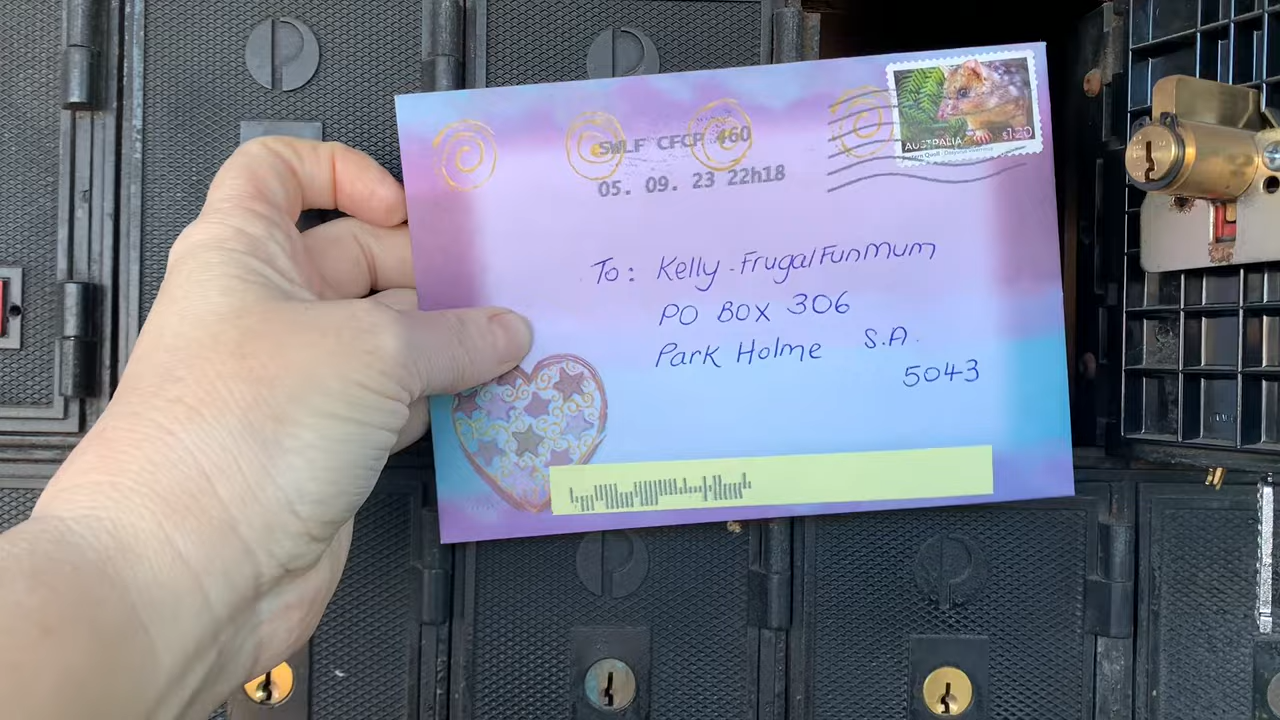 SWLF CFCP 460
05. 09. 23 22h18
AUSTRALIA $1.20
To: Kelly - FrugalFunMum
PO BOX 306
Park Holme S.A.
5043